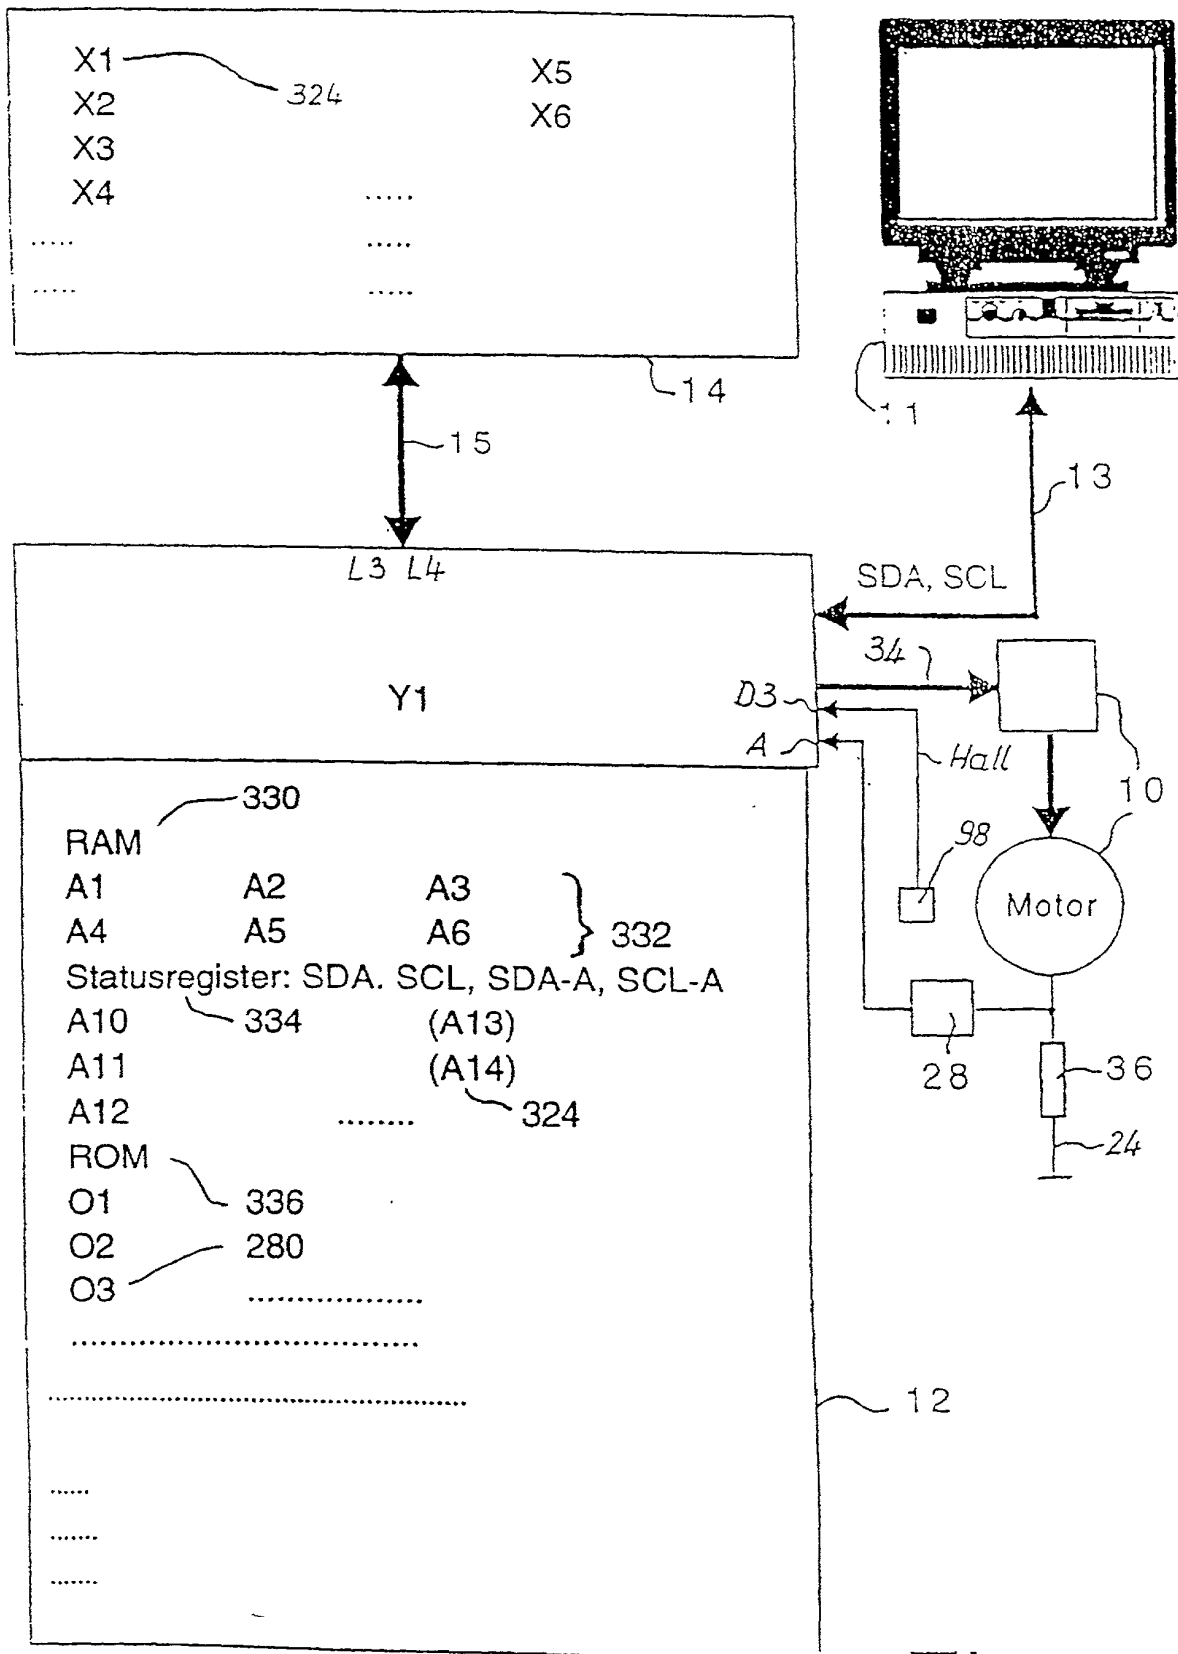 X1
324
X5
X2
X6
X3
X4
.....
.....
.....
.....
.....
14
11
15
13
L3 L4
SDA, SCL
34
Y1
D3
A
Hall
10
330
RAM
98
A1 A2 A3
Motor
A4 A5 A6
332
Statusregister: SDA. SCL, SDA-A, SCL-A
A10 334 (A13)
28
36
A11 (A14)
A12 ........ 324
24
ROM
O1 336
O2 280
O3 .................
..................................
.........................................
12
.....
......
......